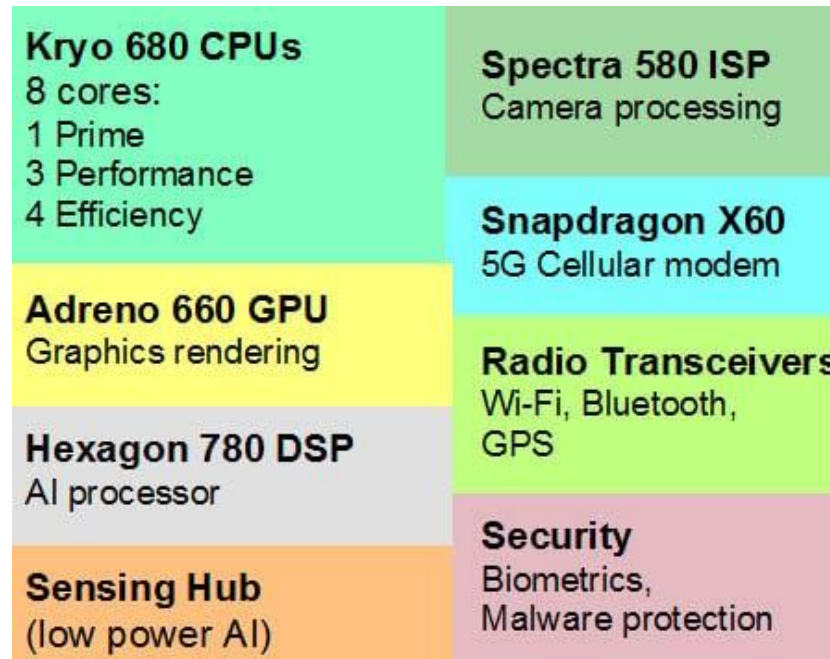 Kryo 680 CPUs
8 cores:
1 Prime
3 Performance
4 Efficiency
Adreno 660 GPU
Graphics rendering
Hexagon 780 DSP
AI processor
Sensing Hub
(low power AI)
Spectra 580 ISP
Camera processing
Snapdragon X60
5G Cellular modem
Radio Transceivers
Wi-Fi, Bluetooth,
GPS
Security
Biometrics,
Malware protection